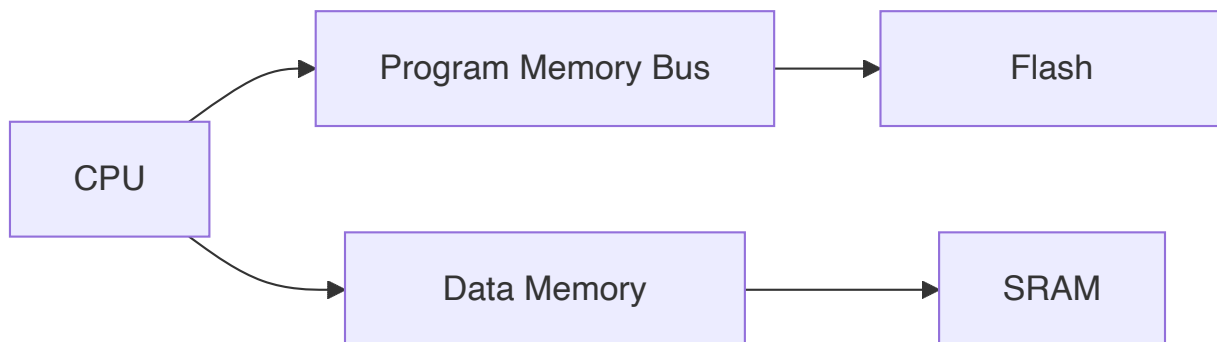 Program Memory Bus
Flash
CPU
Data Memory
SRAM